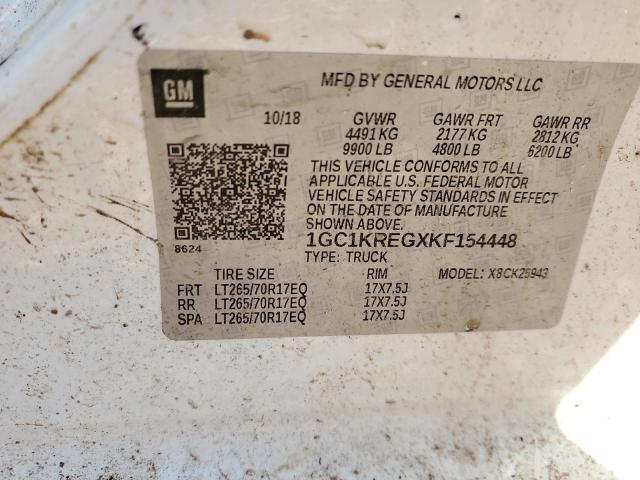 GM
MFD BY GENERAL MOTORS LLC
10/18 GVWR GAWR FRT GAWR RR
4491 KG 2177 KG 2812 KG
9900 LB 4800 LB 6200 LB
THIS VEHICLE CONFORMS TO ALL
APPLICABLE U.S. FEDERAL MOTOR
VEHICLE SAFETY STANDARDS IN EFFECT
ON THE DATE OF MANUFACTURE SHOWN ABOVE.
8624 1GC1KREGXKF154448
TYPE: TRUCK MODEL: X8CK25943
TIRE SIZE RIM
FRT LT265/70R17EQ 17X7.5J
RR LT265/70R17EQ 17X7.5J
SPA LT265/70R17EQ 17X7.5J